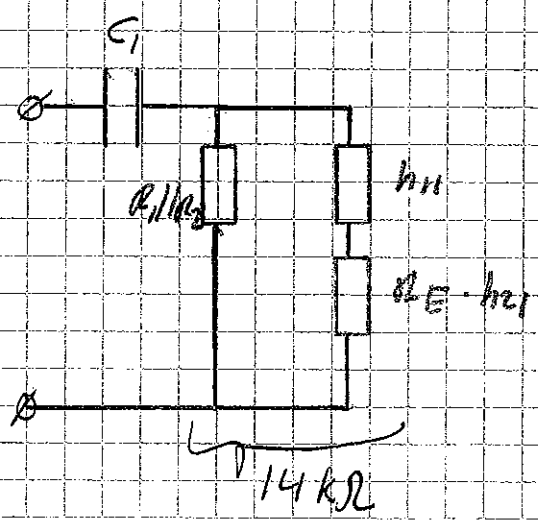 C1
R1//R2
h11
RE · h21
14 kΩ